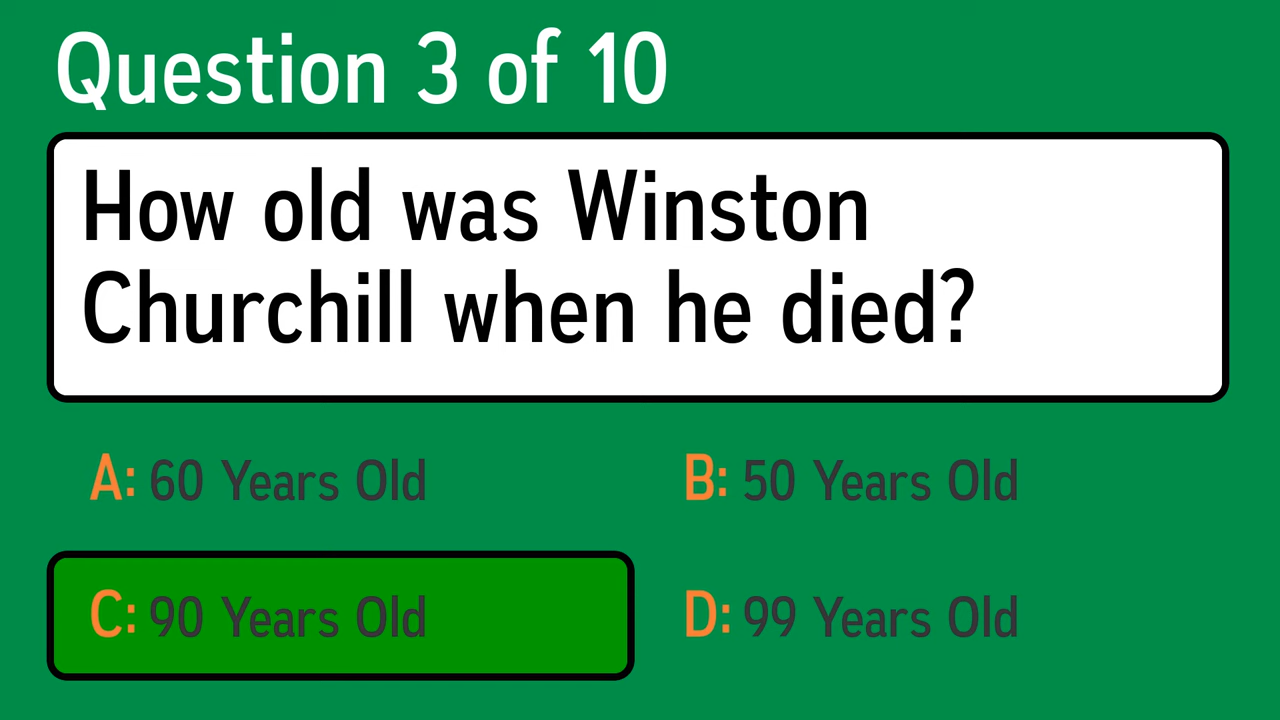 Question 3 of 10
How old was Winston
Churchill when he died?
A: 60 Years Old
B: 50 Years Old
C: 90 Years Old
D: 99 Years Old